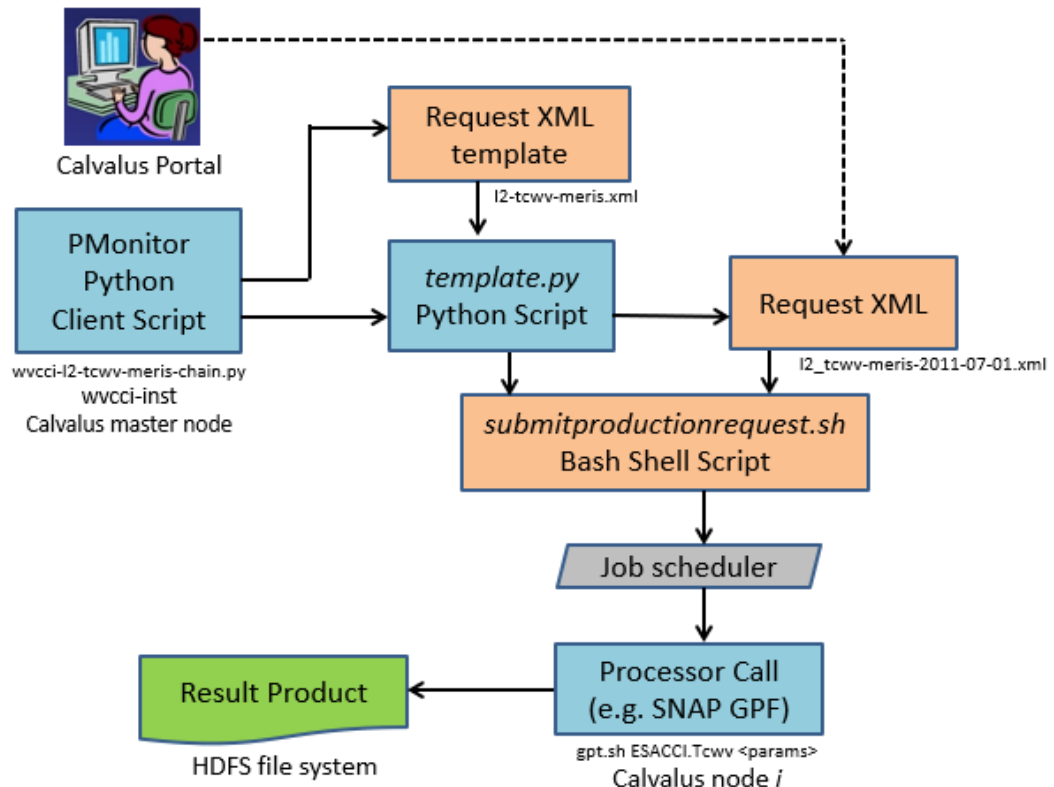 Calvalus Portal
Request XML
template
l2-tcwv-meris.xml
PMonitor
Python
Client Script
wvcci-l2-tcwv-meris-chain.py
wvcci-inst
Calvalus master node
template.py
Python Script
Request XML
l2_tcwv-meris-2011-07-01.xml
submitproductionrequest.sh
Bash Shell Script
Job scheduler
Processor Call
(e.g. SNAP GPF)
gpt.sh ESACCI.Tcwv <params>
Calvalus node i
Result Product
HDFS file system